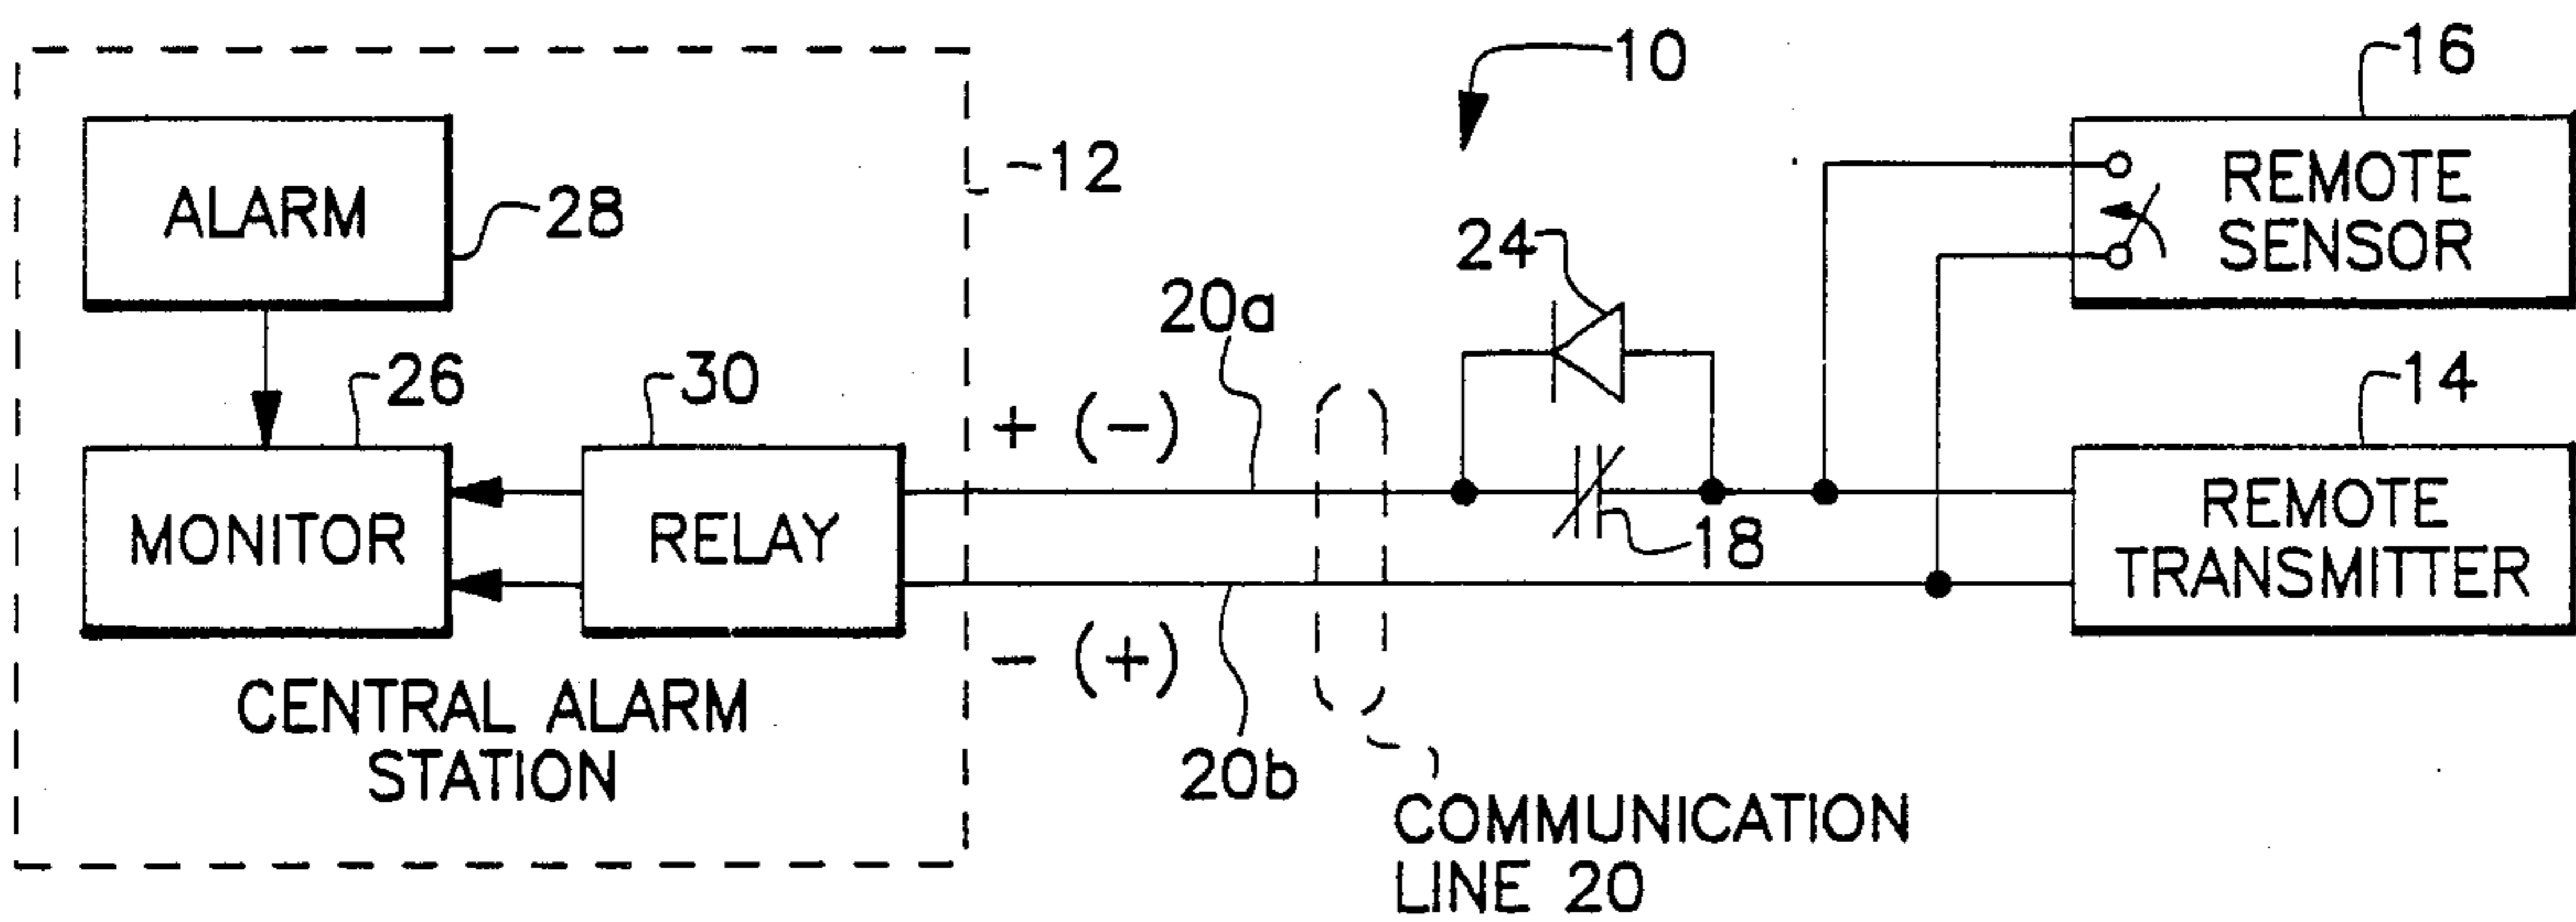 10
16
ALARM
28
12
REMOTE
SENSOR
24
20a
26
30
+ (-)
14
MONITOR
RELAY
18
REMOTE
TRANSMITTER
- (+)
CENTRAL ALARM
STATION
20b
COMMUNICATION
LINE 20